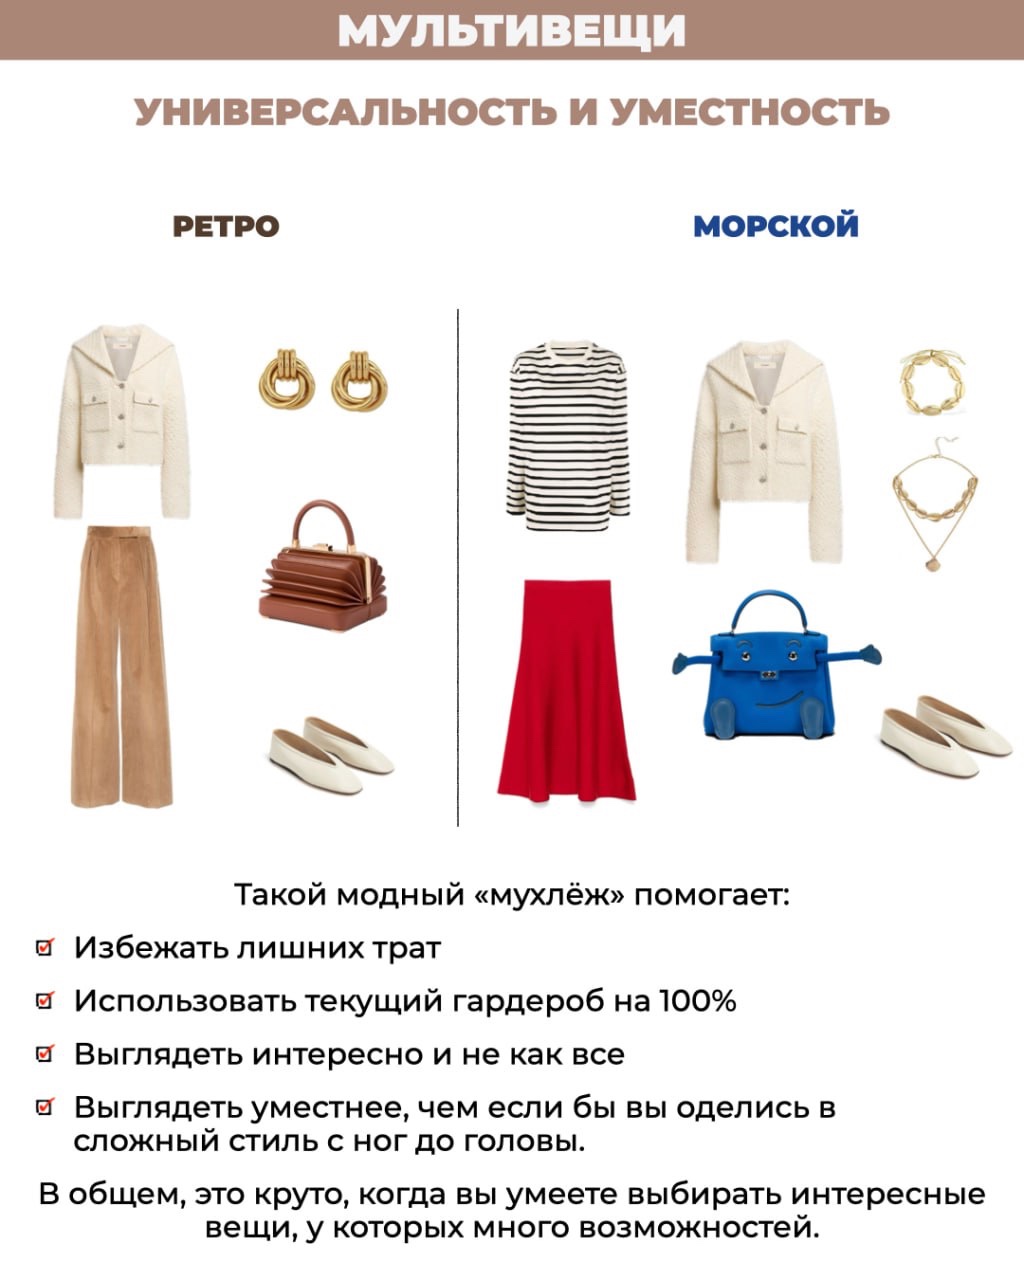 МУЛЬТИВЕЩИ
УНИВЕРСАЛЬНОСТЬ И УМЕСТНОСТЬ
РЕТРО
МОРСКОЙ
Такой модный «мухлёж» помогает:
Избежать лишних трат
Использовать текущий гардероб на 100%
Выглядеть интересно и не как все
Выглядеть уместнее, чем если бы вы оделись в
сложный стиль с ног до головы.
В общем, это круто, когда вы умеете выбирать интересные
вещи, у которых много возможностей.